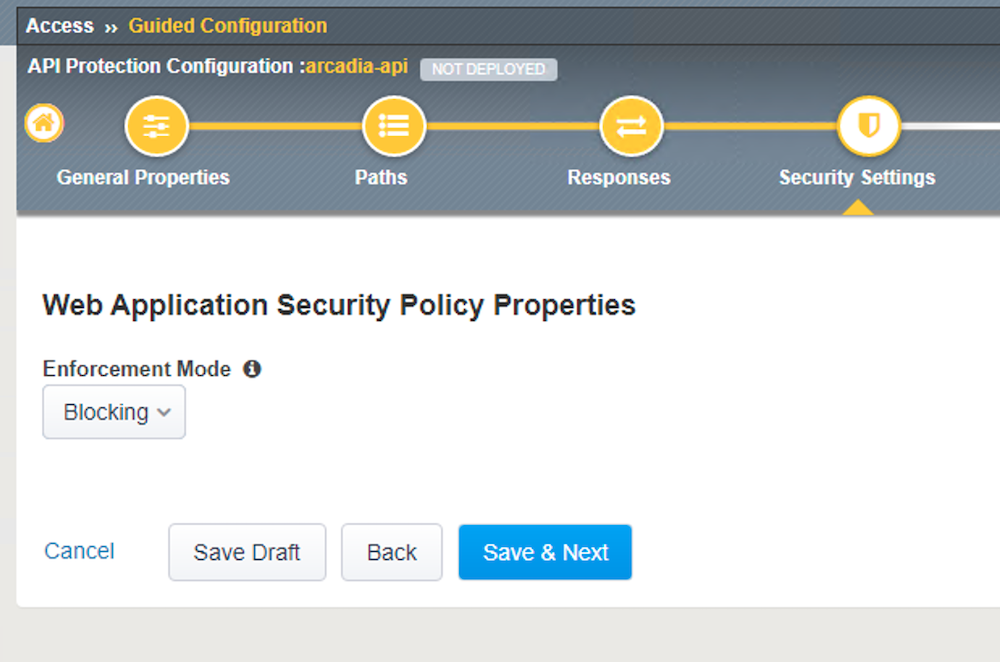 Access ›› Guided Configuration
API Protection Configuration :arcadia-api NOT DEPLOYED
General Properties Paths Responses Security Settings
Web Application Security Policy Properties
Enforcement Mode
Blocking
Cancel Save Draft Back Save & Next